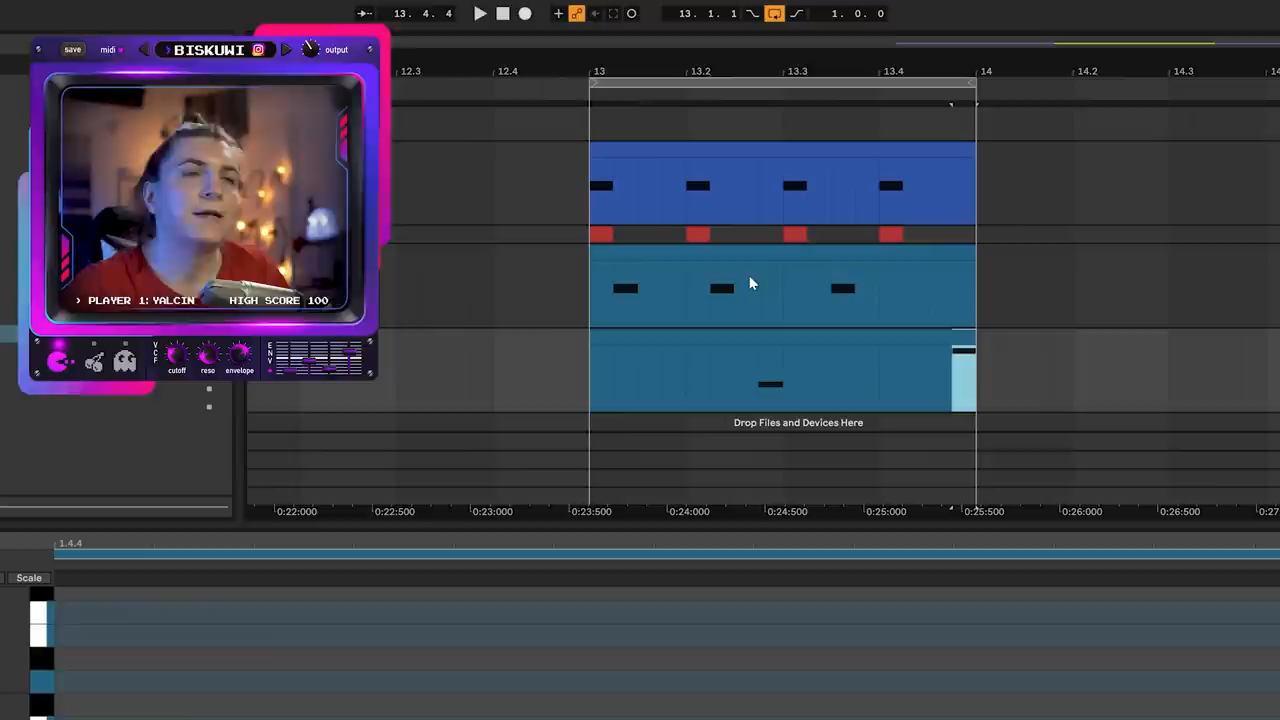 13. 4. 4
13. 1. 1
1. 0. 0
save
midi
BISKUWI
output
12.3
12.4
13
13.2
13.3
13.4
14
14.2
14.3
› PLAYER 1: YALCIN
HIGH SCORE 100
VCF
cutoff
reso
envelope
ENV
Drop Files and Devices Here
0:22:000
0:22:500
0:23:000
0:23:500
0:24:000
0:24:500
0:25:000
0:25:500
0:26:000
0:26:500
1.4.4
Scale